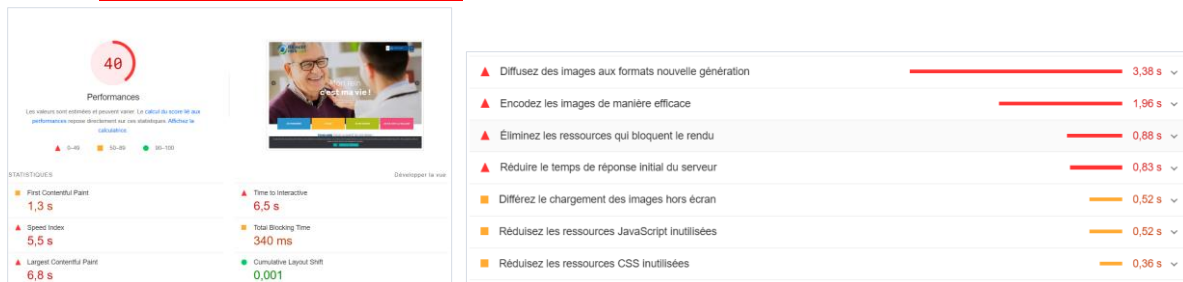 40
Performances
Les valeurs sont estimées et peuvent varier. Le calcul du score lié aux
performances repose directement sur ces statistiques. Affichez la
calculatrice.
0–49
50–89
90–100
STATISTIQUES
Développer la vue
First Contentful Paint
1,3 s
Time to Interactive
6,5 s
Speed Index
5,5 s
Total Blocking Time
340 ms
Largest Contentful Paint
6,8 s
Cumulative Layout Shift
0,001
c'est ma vie !
Diffusez des images aux formats nouvelle génération 3,38 s
Encodez les images de manière efficace 1,96 s
Éliminez les ressources qui bloquent le rendu 0,88 s
Réduire le temps de réponse initial du serveur 0,83 s
Différez le chargement des images hors écran 0,52 s
Réduisez les ressources JavaScript inutilisées 0,52 s
Réduisez les ressources CSS inutilisées 0,36 s